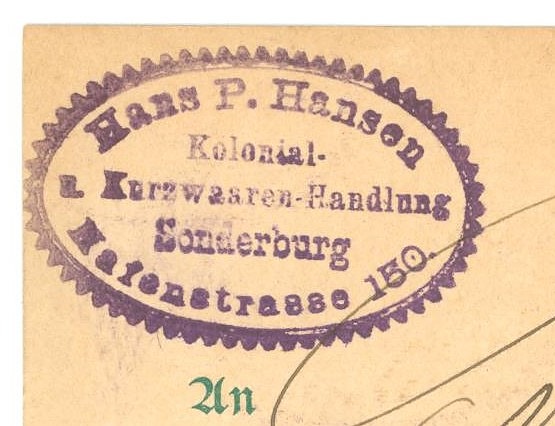 Hans P. Hansen
Kolonial-
u. Kurzwaaren-Handlung
Sonderburg
Hafenstrasse 150.
An